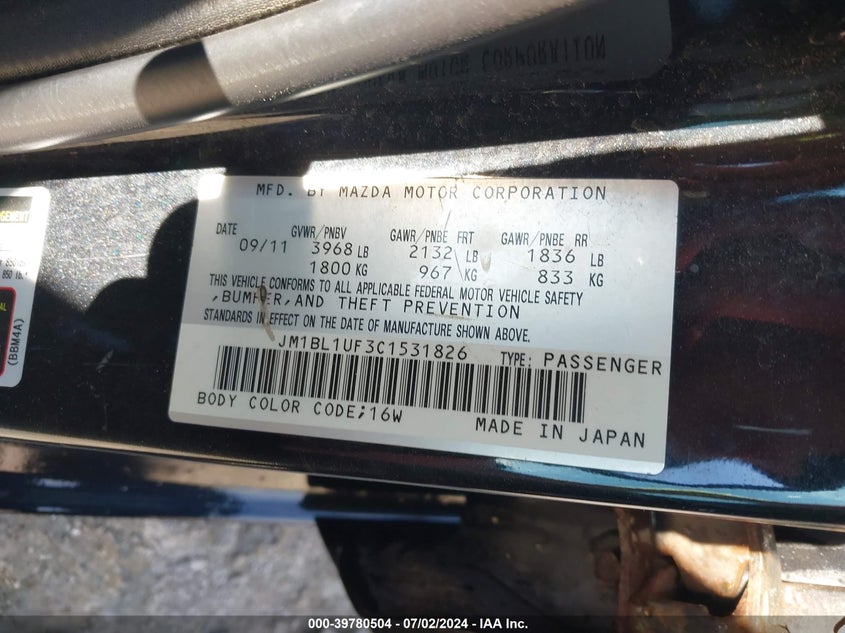 MFD. BY MAZDA MOTOR CORPORATION
DATE GVWR/PNBV GAWR/PNBE FRT GAWR/PNBE RR
09/11 3968 LB 2132 LB 1836 LB
1800 KG 967 KG 833 KG
THIS VEHICLE CONFORMS TO ALL APPLICABLE FEDERAL MOTOR VEHICLE SAFETY
,BUMPER,AND THEFT PREVENTION
STANDARDS IN EFFECT ON THE DATE OF MANUFACTURE SHOWN ABOVE.
JM1BL1UF3C1531826 TYPE: PASSENGER
BODY COLOR CODE;16W
MADE IN JAPAN
(BBM4A)
000-39780504 - 07/02/2024 - IAA Inc.